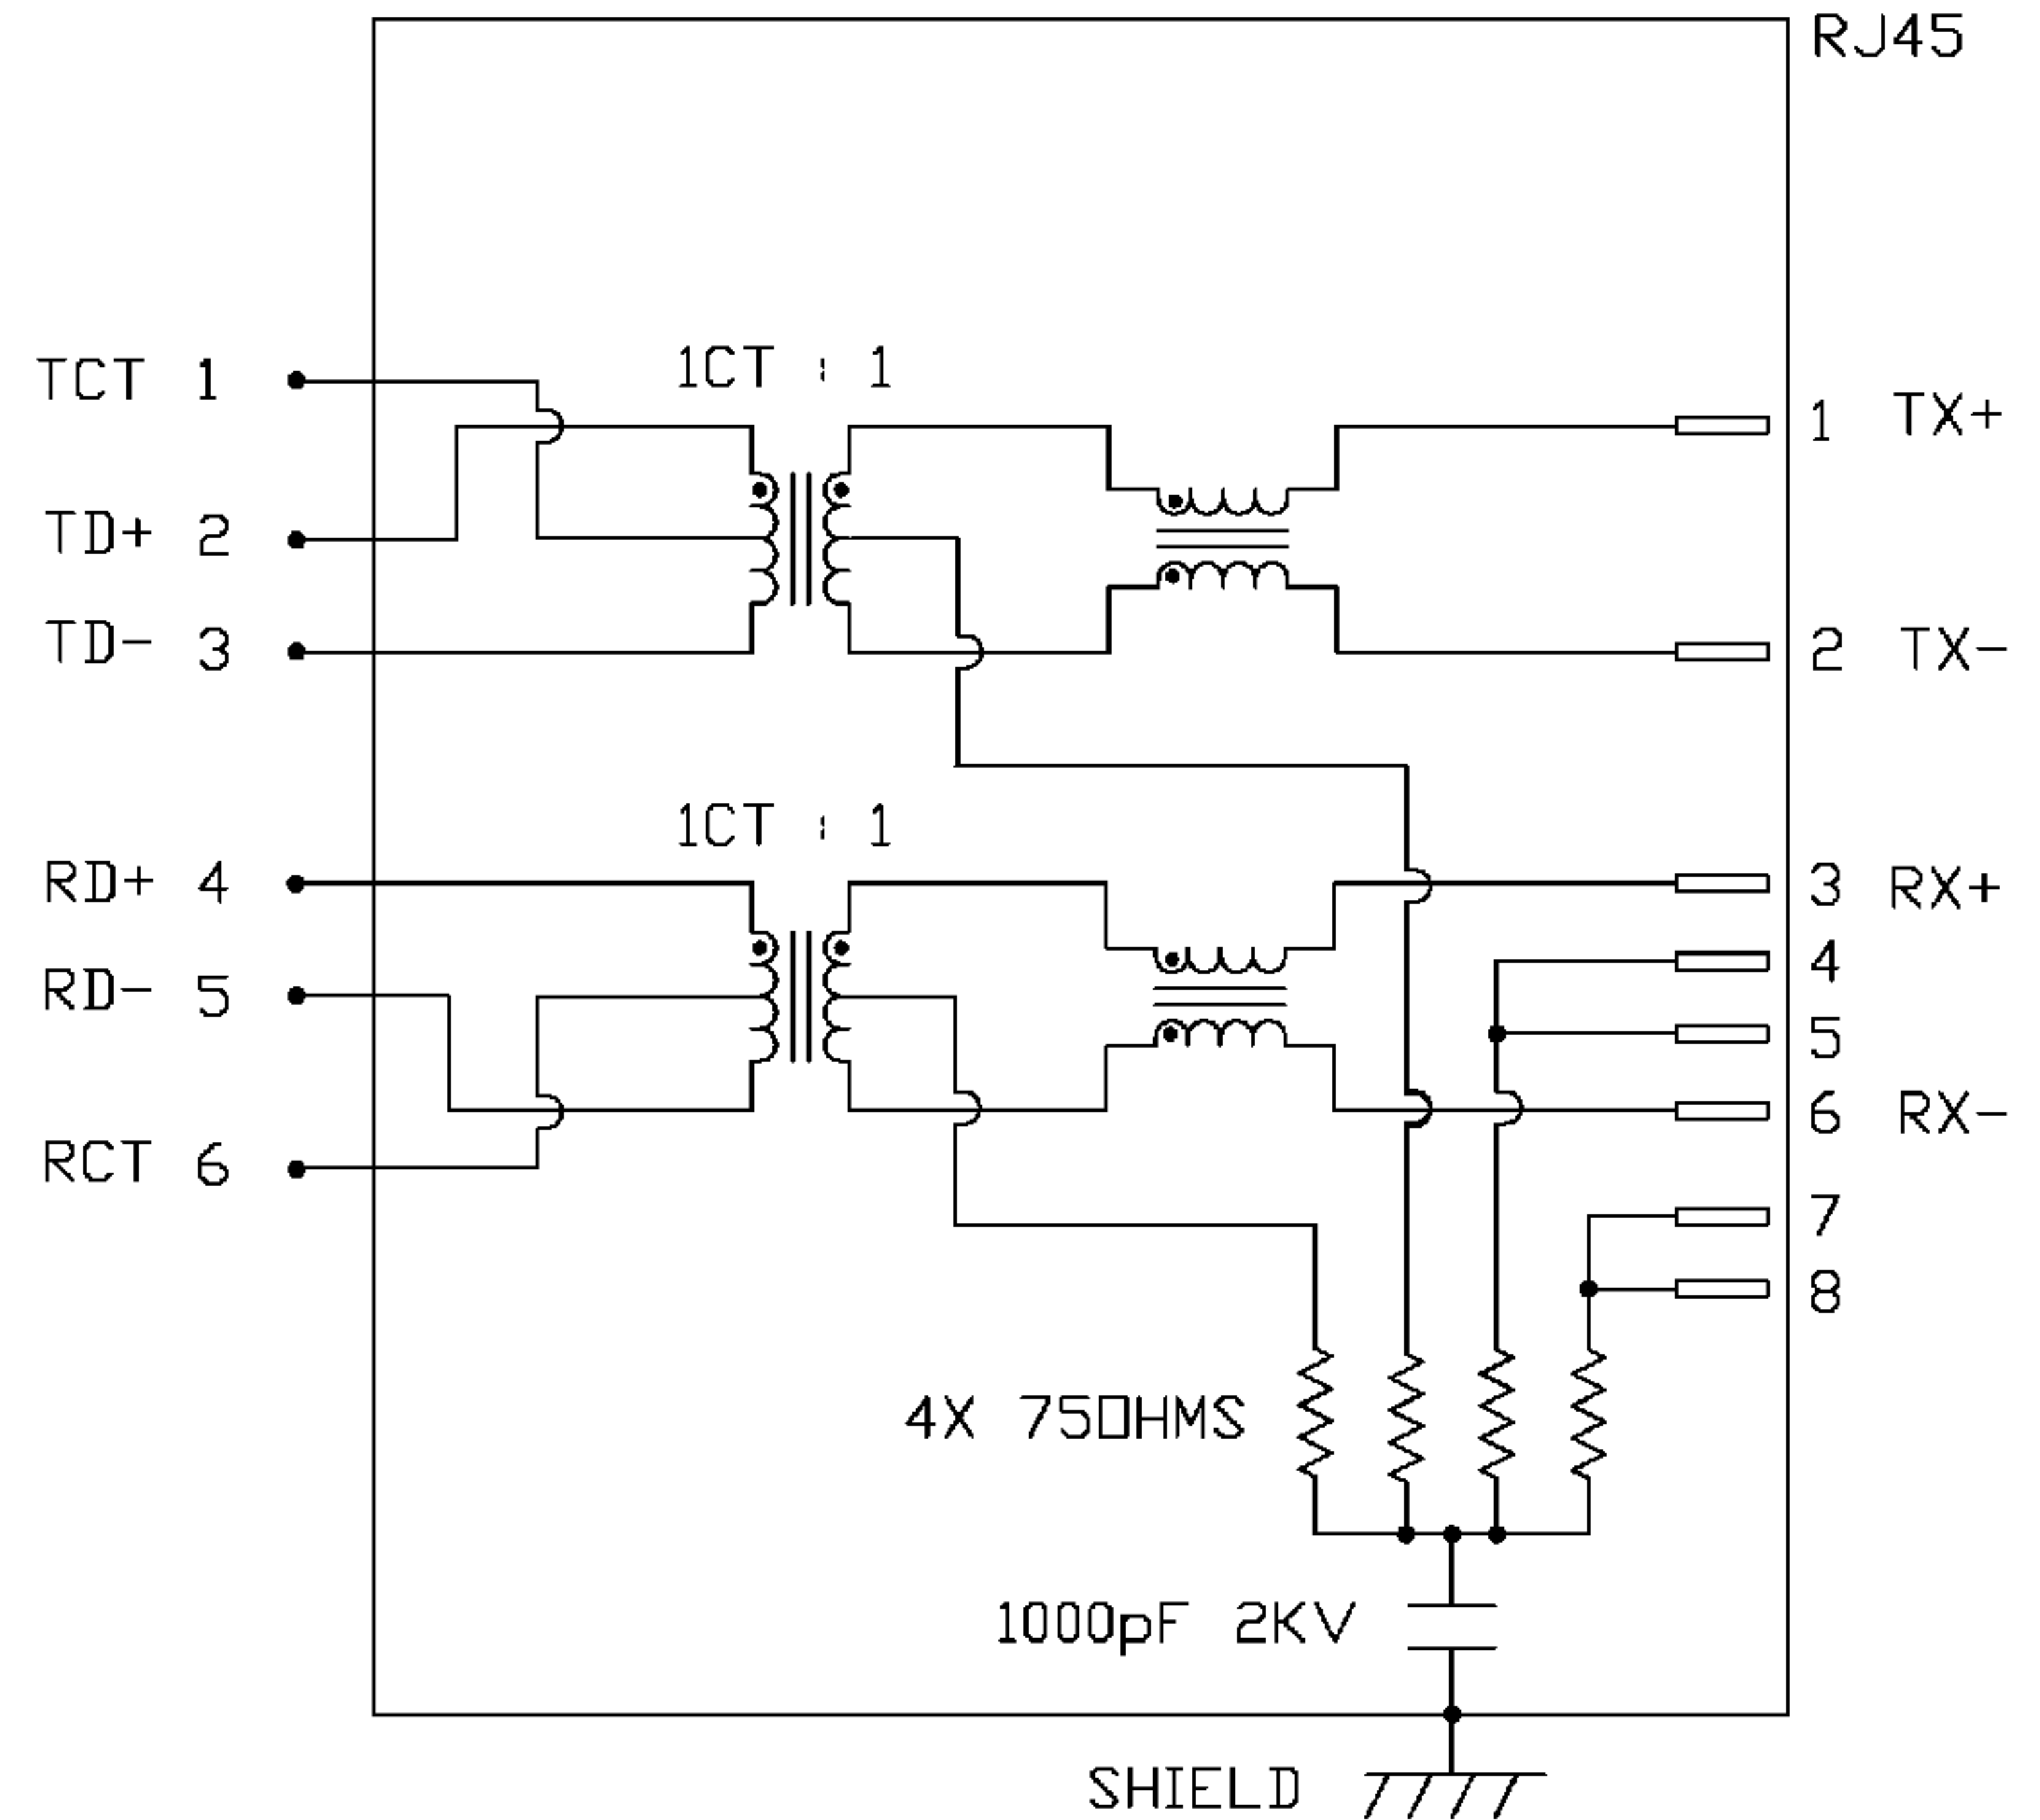 RJ45
1CT : 1
TCT 1
1 TX+
TD+ 2
TD- 3
2 TX-
1CT : 1
RD+ 4
3 RX+
4
RD- 5
5
6 RX-
RCT 6
7
8
4X 75OHMS
1000pF 2KV
SHIELD